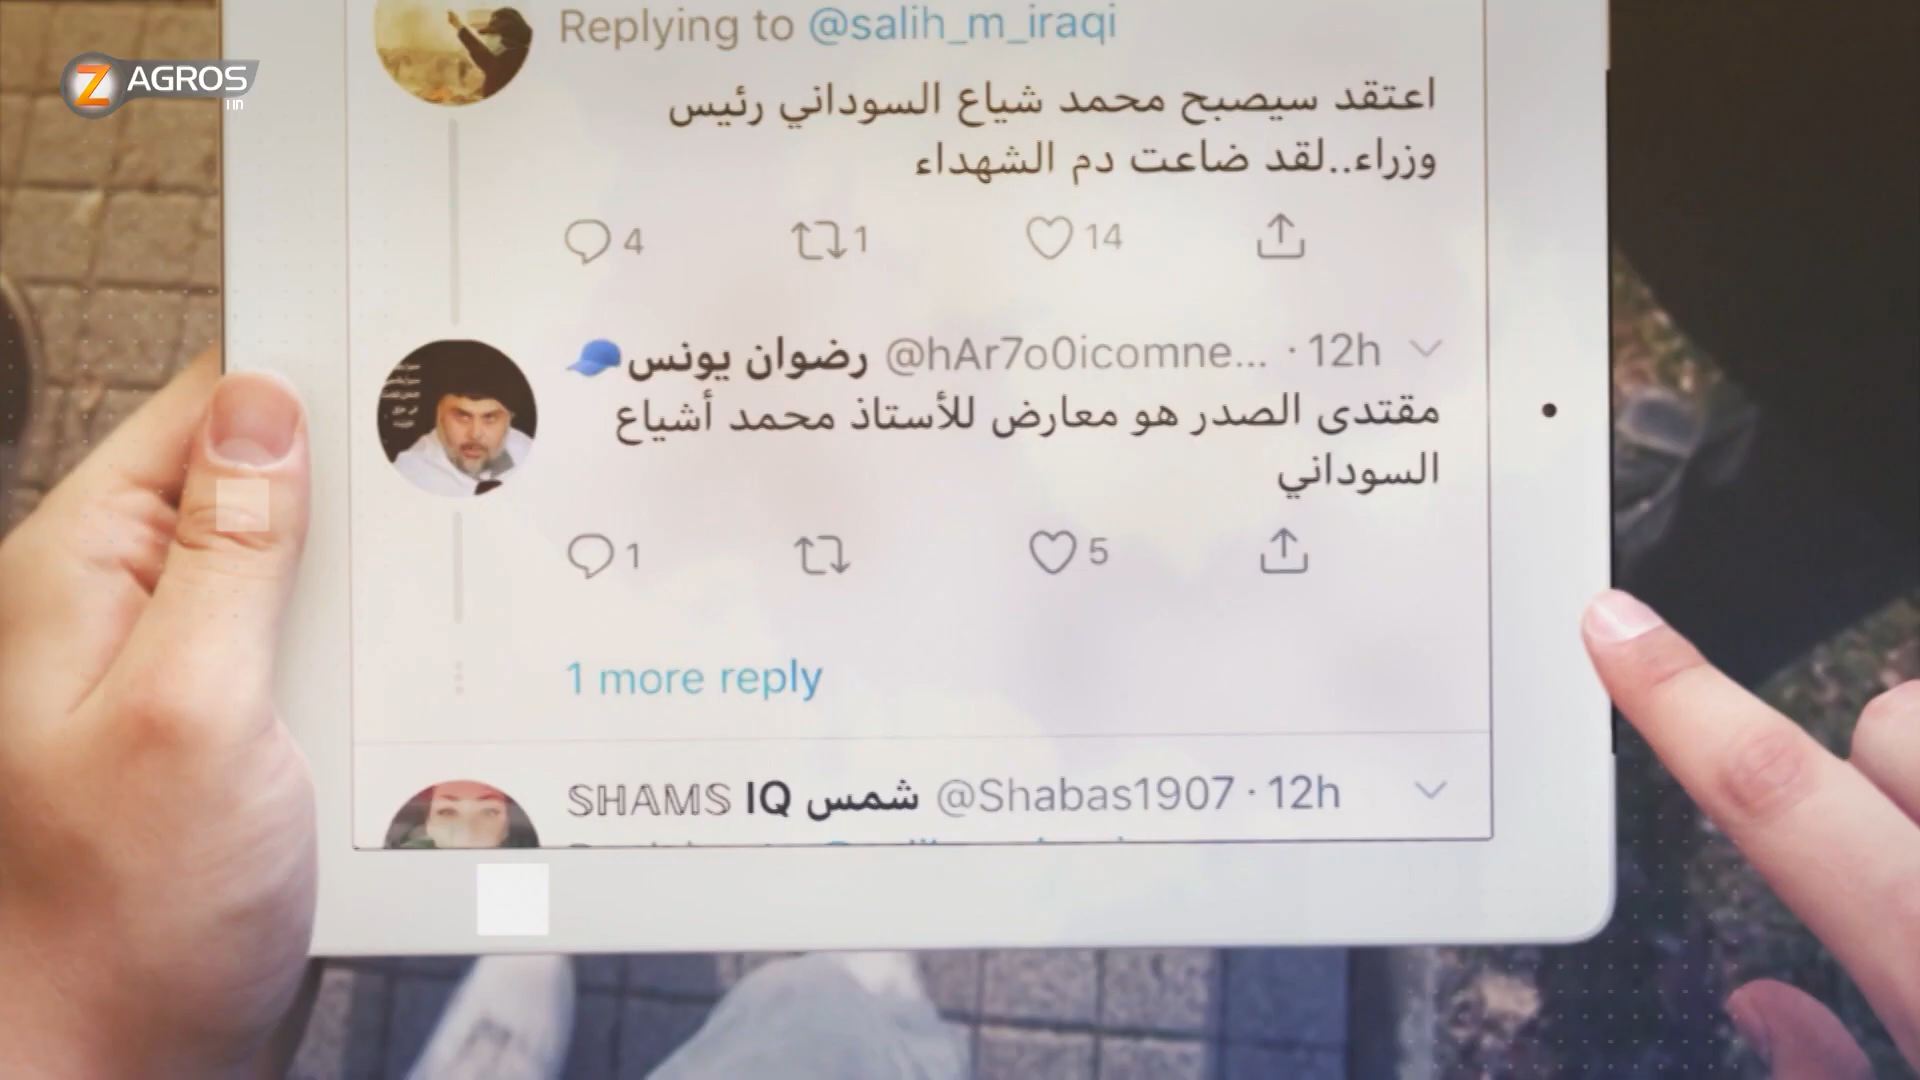 ZAGROS
Replying to @salih_m_iraqi
اعتقد سيصبح محمد شياع السوداني رئيس
وزراء..لقد ضاعت دم الشهداء
4 1 14
رضوان يونس @hAr7o0icomne... · 12h
مقتدى الصدر هو معارض للأستاذ محمد أشياع
السوداني
1 5
1 more reply
SHAMS IQ شمس @Shabas1907 · 12h